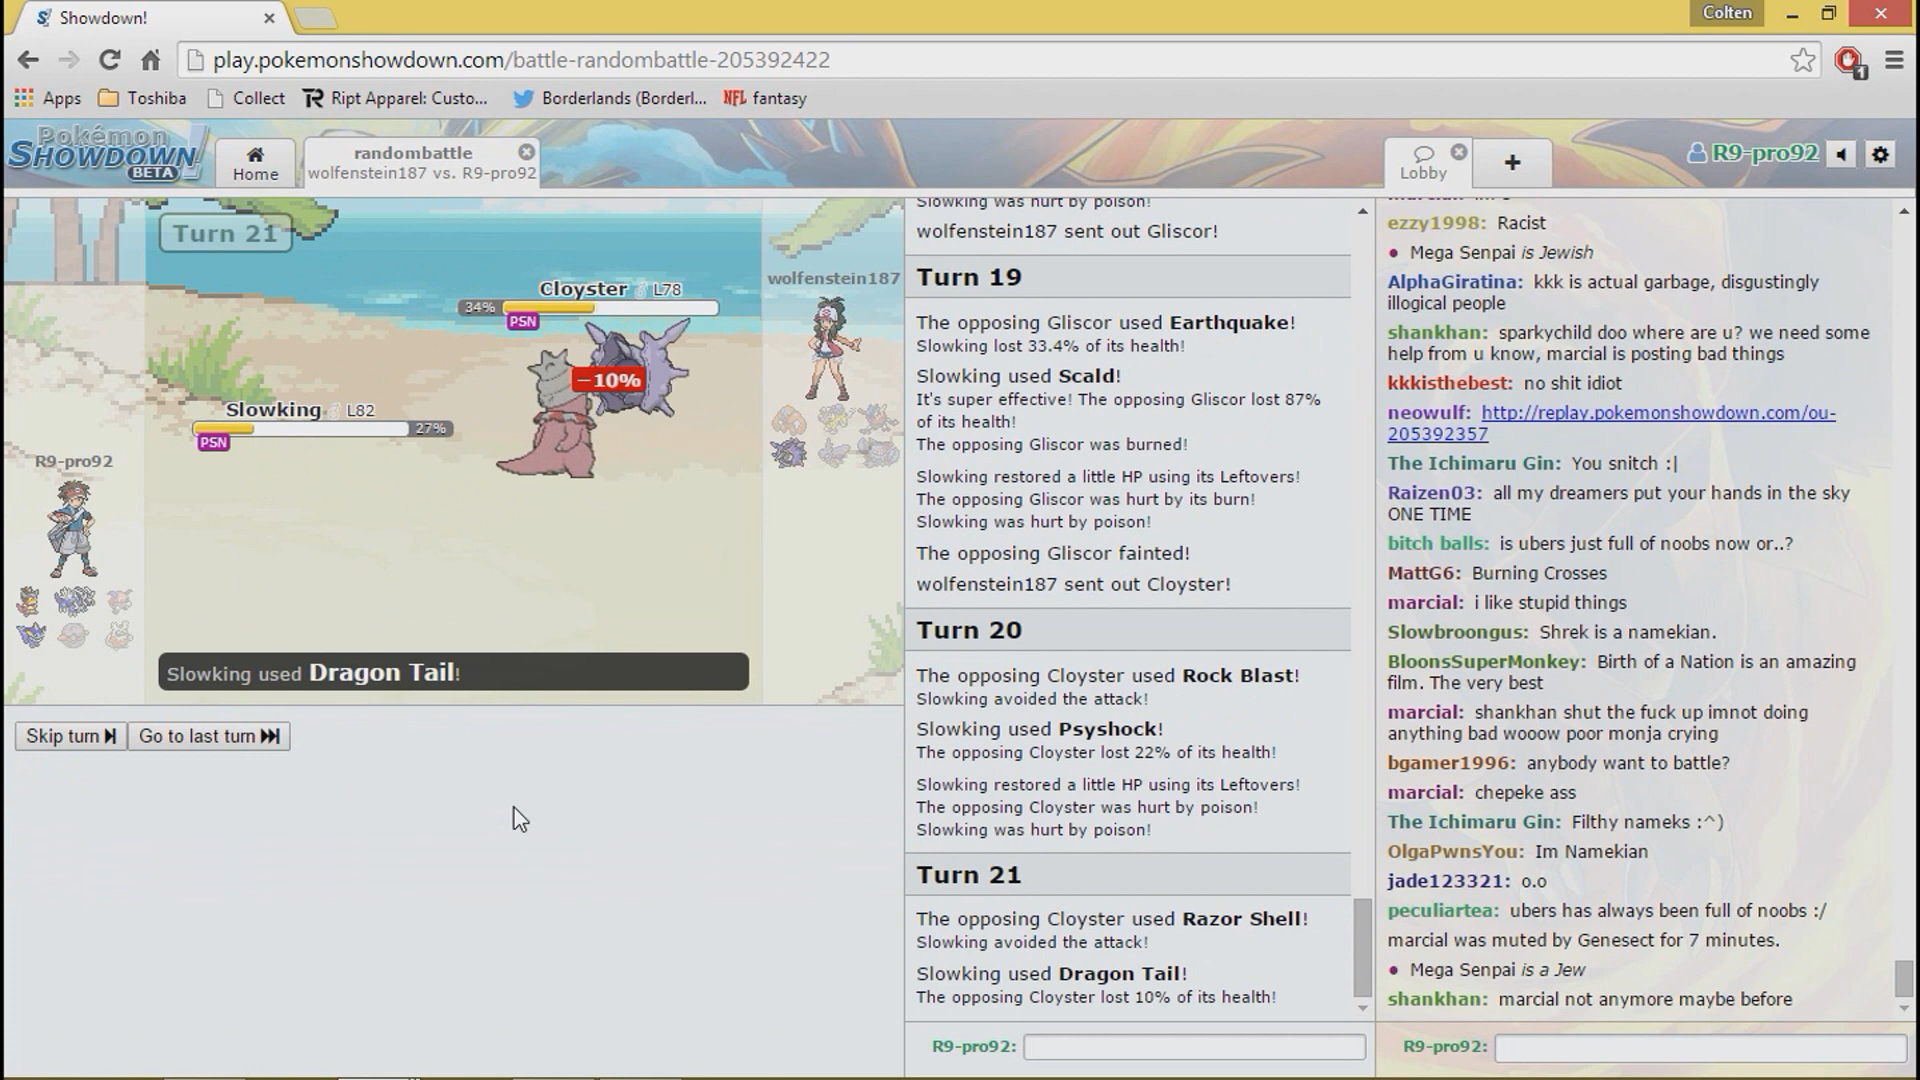 Showdown!
Colten
play.pokemonshowdown.com/battle-randombattle-205392422
1
Apps
Toshiba
Collect
Ript Apparel: Custo...
Borderlands (Borderl...
NFL fantasy
Pokémon
SHOWDOWN!
BETA
Home
randombattle
wolfenstein187 vs. R9-pro92
Lobby
+
R9-pro92
Turn 21
wolfenstein187
Cloyster L78
34%
PSN
-10%
Slowking L82
27%
PSN
R9-pro92
Slowking used Dragon Tail!
Skip turn
Go to last turn
Slowking was hurt by poison!
wolfenstein187 sent out Gliscor!
Turn 19
The opposing Gliscor used Earthquake!
Slowking lost 33.4% of its health!
Slowking used Scald!
It's super effective! The opposing Gliscor lost 87%
of its health!
The opposing Gliscor was burned!
Slowking restored a little HP using its Leftovers!
The opposing Gliscor was hurt by its burn!
Slowking was hurt by poison!
The opposing Gliscor fainted!
wolfenstein187 sent out Cloyster!
Turn 20
The opposing Cloyster used Rock Blast!
Slowking avoided the attack!
Slowking used Psyshock!
The opposing Cloyster lost 22% of its health!
Slowking restored a little HP using its Leftovers!
The opposing Cloyster was hurt by poison!
Slowking was hurt by poison!
Turn 21
The opposing Cloyster used Razor Shell!
Slowking avoided the attack!
Slowking used Dragon Tail!
The opposing Cloyster lost 10% of its health!
R9-pro92:
ezzy1998: Racist
• Mega Senpai is Jewish
AlphaGiratina: kkk is actual garbage, disgustingly
illogical people
shankhan: sparkychild doo where are u? we need some
help from u know, marcial is posting bad things
kkkisthebest: no shit idiot
neowulf: http://replay.pokemonshowdown.com/ou-
205392357
The Ichimaru Gin: You snitch :|
Raizen03: all my dreamers put your hands in the sky
ONE TIME
bitch balls: is ubers just full of noobs now or..?
MattG6: Burning Crosses
marcial: i like stupid things
Slowbroongus: Shrek is a namekian.
BloonsSuperMonkey: Birth of a Nation is an amazing
film. The very best
marcial: shankhan shut the fuck up imnot doing
anything bad wooow poor monja crying
bgamer1996: anybody want to battle?
marcial: chepeke ass
The Ichimaru Gin: Filthy nameks :^)
OlgaPwnsYou: Im Namekian
jade123321: o.o
peculiartea: ubers has always been full of noobs :/
marcial was muted by Genesect for 7 minutes.
• Mega Senpai is a Jew
shankhan: marcial not anymore maybe before
R9-pro92: